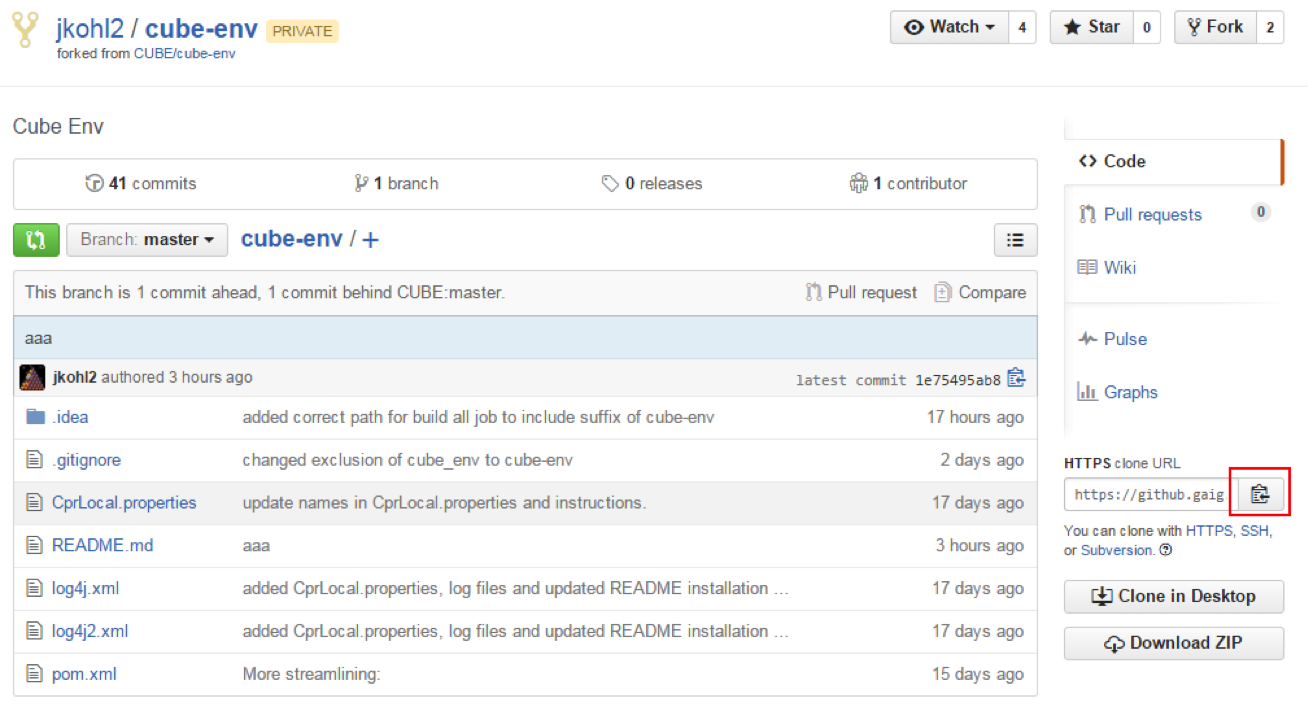 jkohl2 / cube-env PRIVATE
forked from CUBE/cube-env
Watch 4
Star 0
Fork 2
Cube Env
41 commits
1 branch
0 releases
1 contributor
Branch: master
cube-env / +
This branch is 1 commit ahead, 1 commit behind CUBE:master.
Pull request
Compare
aaa
jkohl2 authored 3 hours ago
latest commit 1e75495ab8
.idea added correct path for build all job to include suffix of cube-env 17 hours ago
.gitignore changed exclusion of cube_env to cube-env 2 days ago
CprLocal.properties update names in CprLocal.properties and instructions. 17 days ago
README.md aaa 3 hours ago
log4j.xml added CprLocal.properties, log files and updated README installation ... 17 days ago
log4j2.xml added CprLocal.properties, log files and updated README installation ... 17 days ago
pom.xml More streamlining: 15 days ago
Code
Pull requests 0
Wiki
Pulse
Graphs
HTTPS clone URL
https://github.gaig
You can clone with HTTPS, SSH,
or Subversion.
Clone in Desktop
Download ZIP